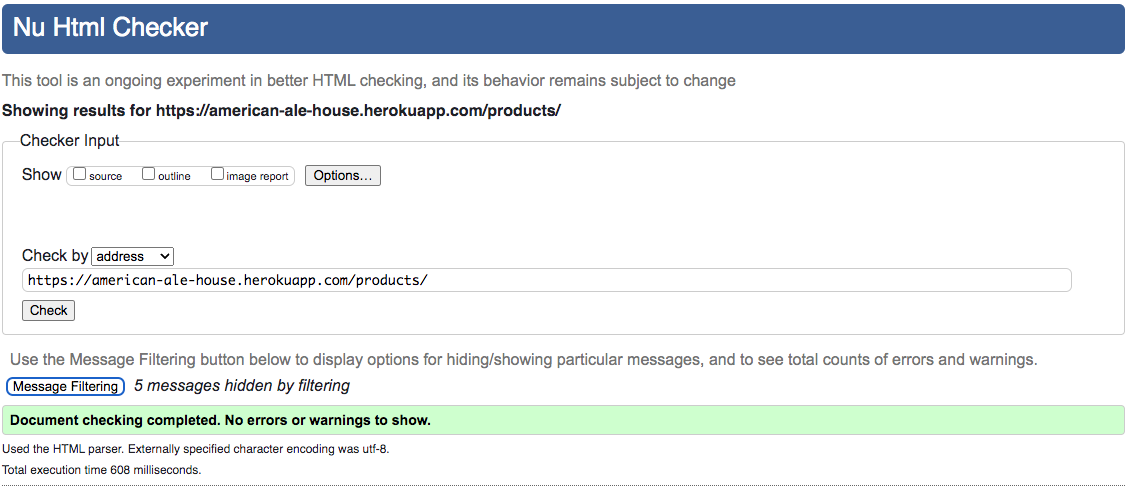 Nu Html Checker
This tool is an ongoing experiment in better HTML checking, and its behavior remains subject to change
Showing results for https://american-ale-house.herokuapp.com/products/
Checker Input
Show source outline image report Options...
Check by address
https://american-ale-house.herokuapp.com/products/
Check
Use the Message Filtering button below to display options for hiding/showing particular messages, and to see total counts of errors and warnings.
Message Filtering 5 messages hidden by filtering
Document checking completed. No errors or warnings to show.
Used the HTML parser. Externally specified character encoding was utf-8.
Total execution time 608 milliseconds.